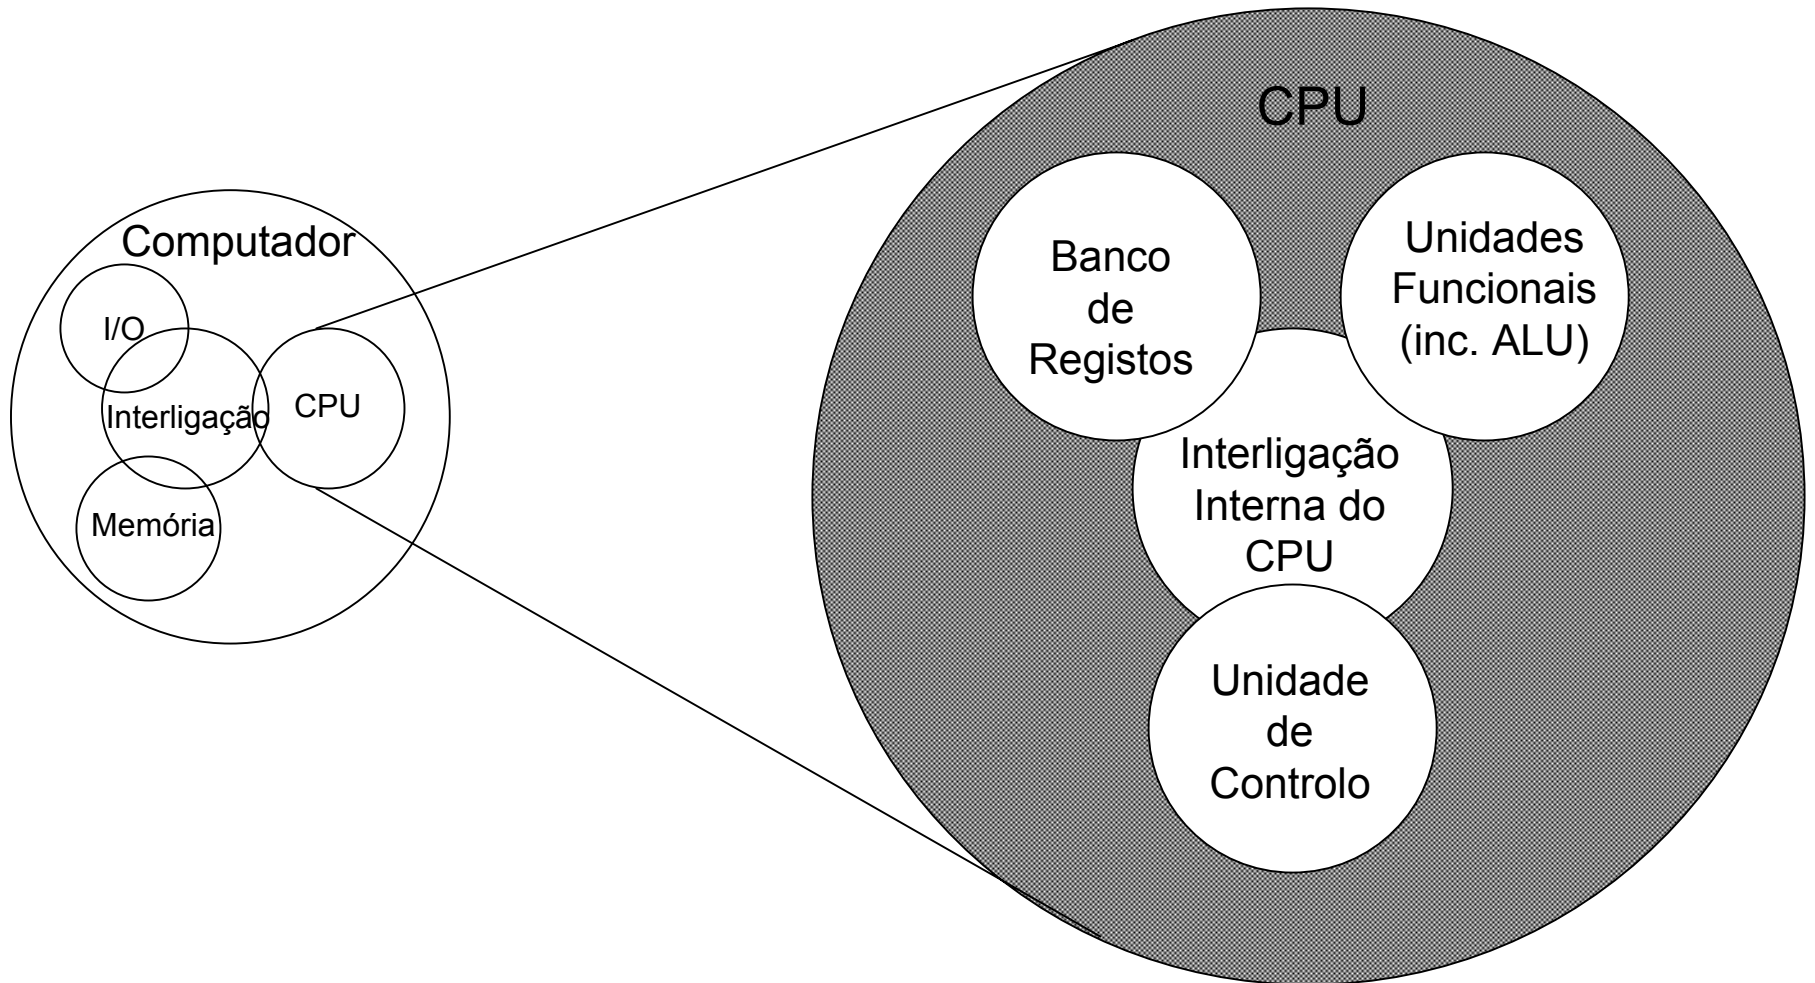 Computador
I/O
Interligação
CPU
Memória
CPU
Banco
de
Registos
Unidades
Funcionais
(inc. ALU)
Interligação
Interna do
CPU
Unidade
de
Controlo